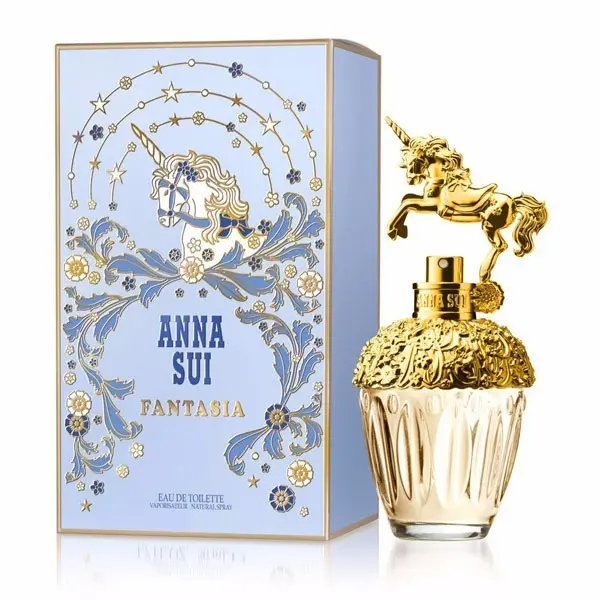 ANNA
SUI
FANTASIA
EAU DE TOILETTE
VAPORISATEUR · NATURAL SPRAY
ANNA SUI